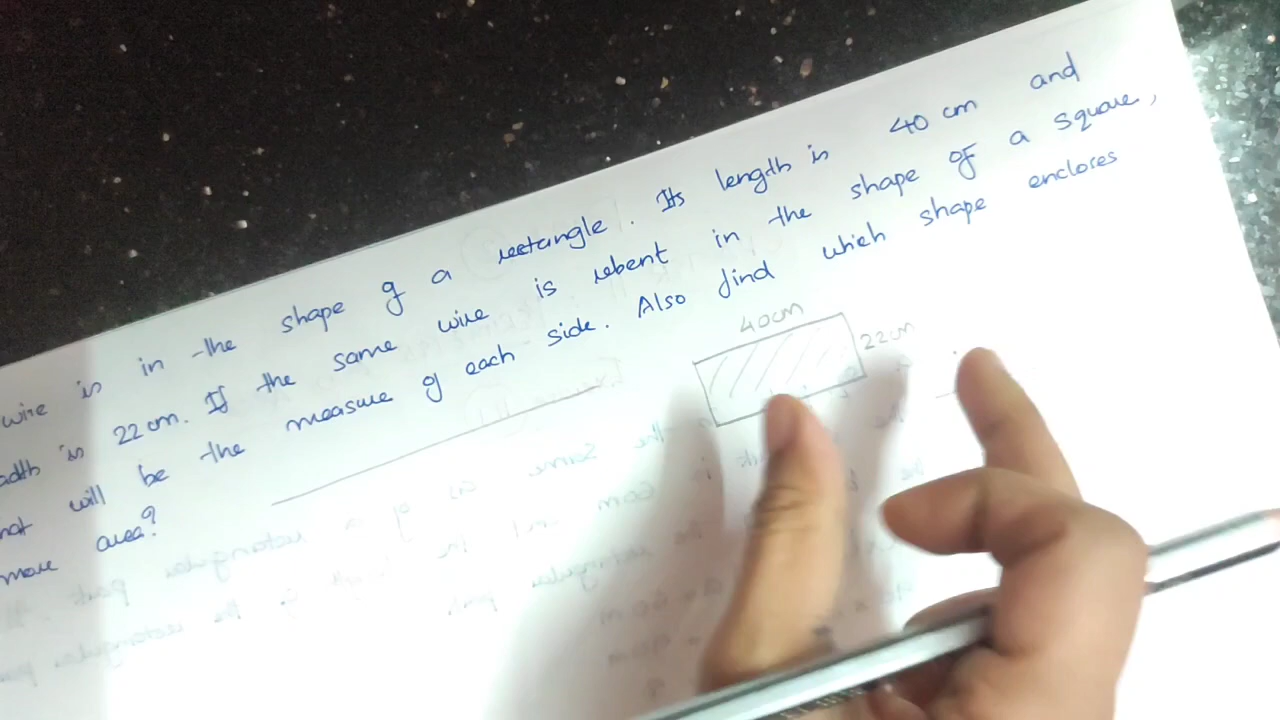 wire is in the shape of a rectangle. Its length is 40 cm and
is 22 cm. If the same wire is rebent in the shape of a square,
will be the measure of each side. Also find which shape encloses
more area?
40cm
22cm